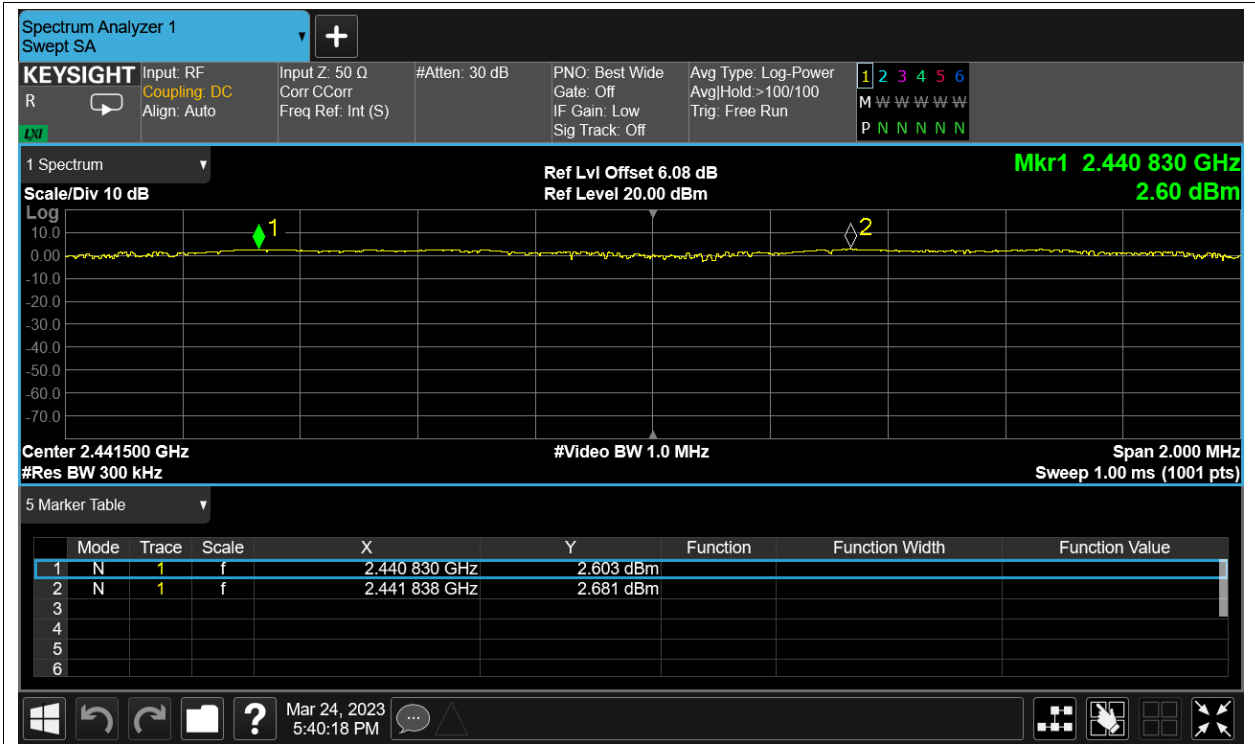 Spectrum Analyzer 1
Swept SA
KEYSIGHT Input: RF Input Z: 50 Ω #Atten: 30 dB PNO: Best Wide Avg Type: Log-Power 1 2 3 4 5 6
R Coupling: DC Corr CCorr Gate: Off Avg|Hold:>100/100 M W W W W W
Align: Auto Freq Ref: Int (S) IF Gain: Low Trig: Free Run
LXI Sig Track: Off P N N N N N
1 Spectrum Ref Lvl Offset 6.08 dB Mkr1 2.440 830 GHz
Scale/Div 10 dB Ref Level 20.00 dBm 2.60 dBm
Log
10.0 1 2
0.00
-10.0
-20.0
-30.0
-40.0
-50.0
-60.0
-70.0
Center 2.441500 GHz #Video BW 1.0 MHz Span 2.000 MHz
#Res BW 300 kHz Sweep 1.00 ms (1001 pts)
5 Marker Table
Mode Trace Scale X Y Function Function Width Function Value
1 N 1 f 2.440 830 GHz 2.603 dBm
2 N 1 f 2.441 838 GHz 2.681 dBm
3
4
5
6
? Mar 24, 2023
5:40:18 PM